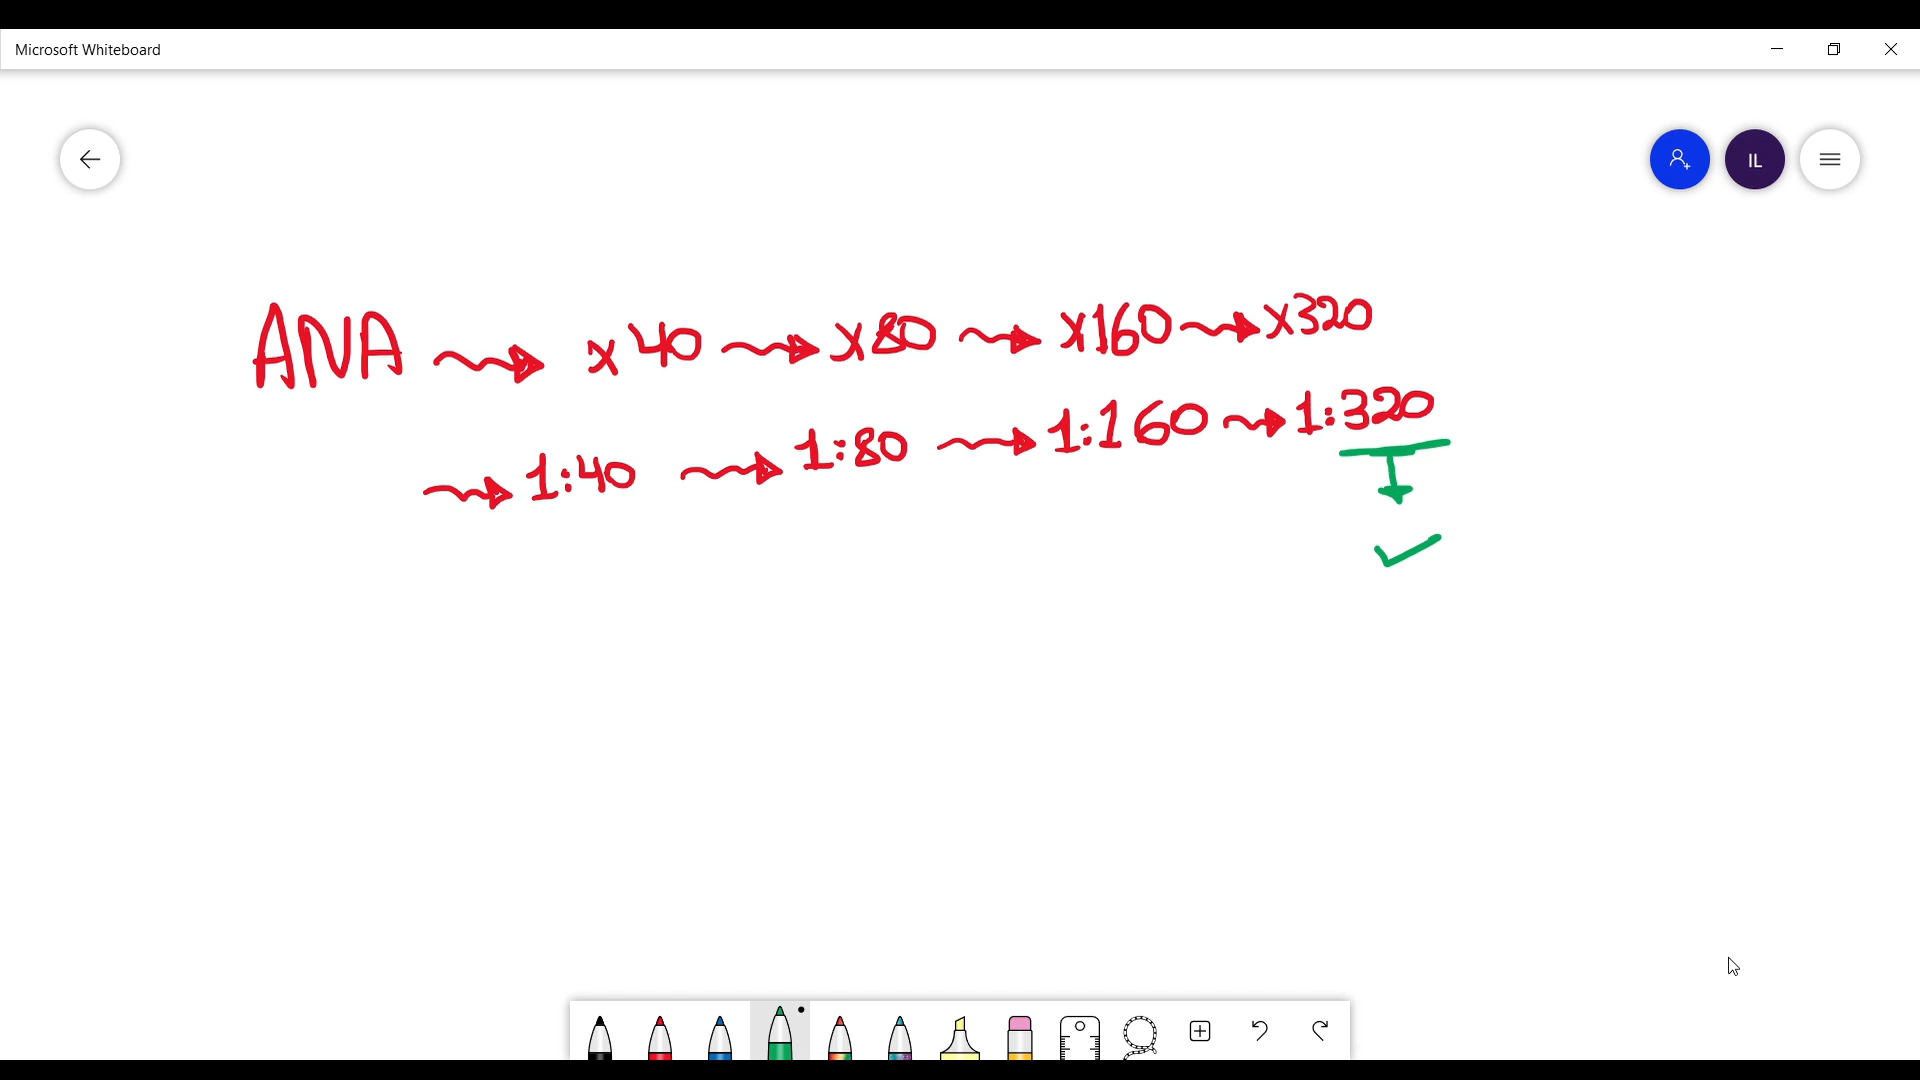 Microsoft Whiteboard
IL
ANA → x40 → x80 → x160 → x320
→ 1:40 → 1:80 → 1:160 → 1:320